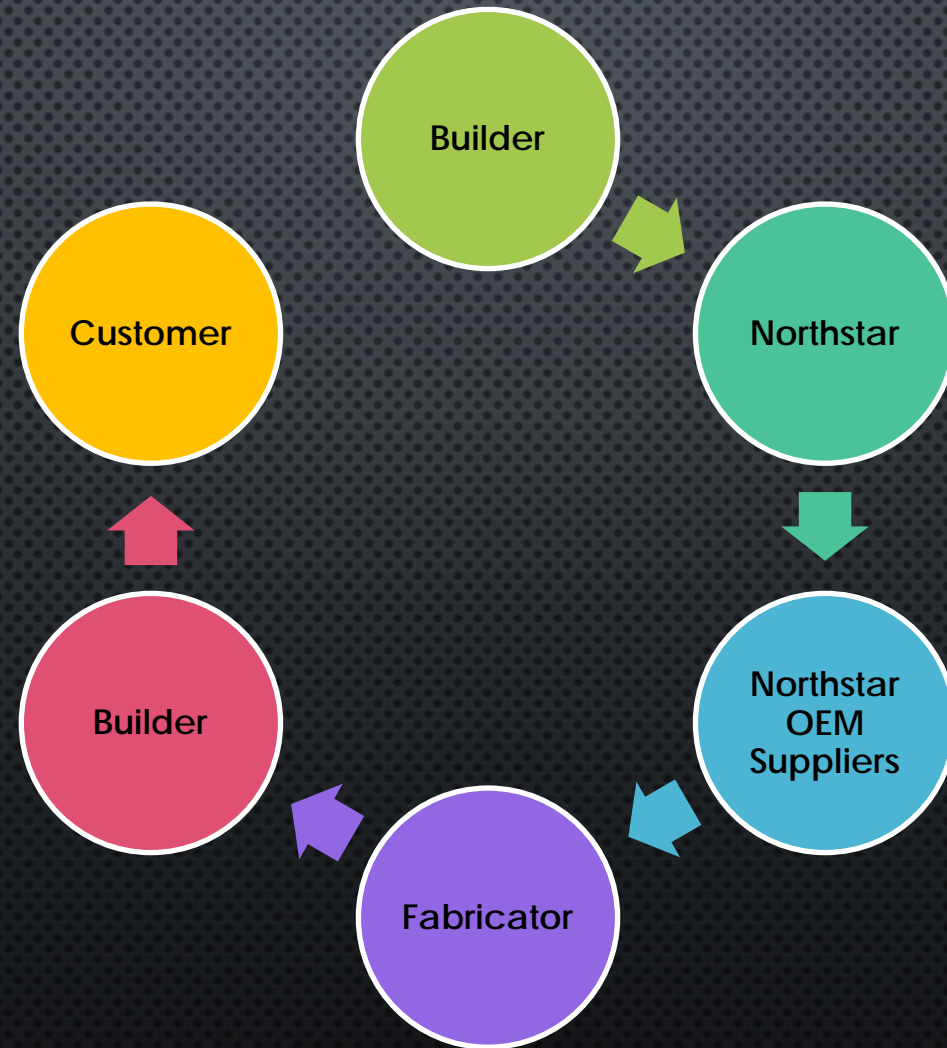 Builder
Northstar
Northstar
OEM
Suppliers
Fabricator
Builder
Customer